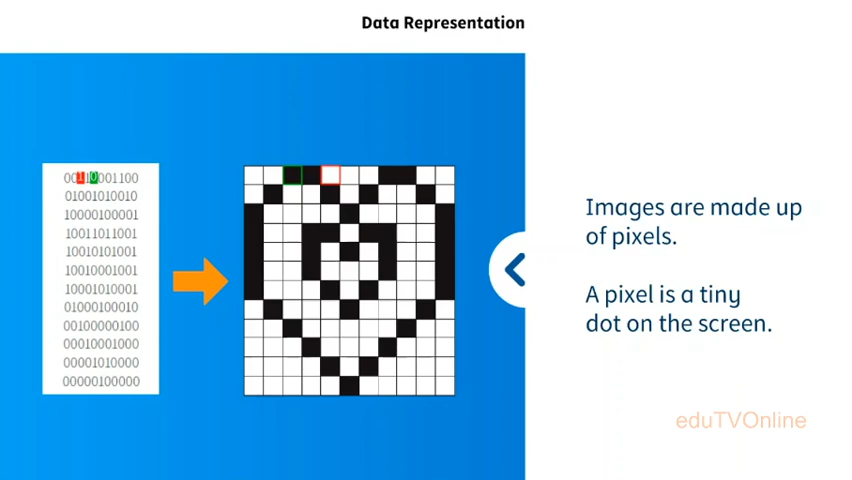 Data Representation
00110001100
01001010010
10000100001
10011011001
10010101001
10010001001
10001010001
01000100010
00100000100
00010001000
00001010000
00000100000
Images are made up
of pixels.
A pixel is a tiny
dot on the screen.
eduTVOnline